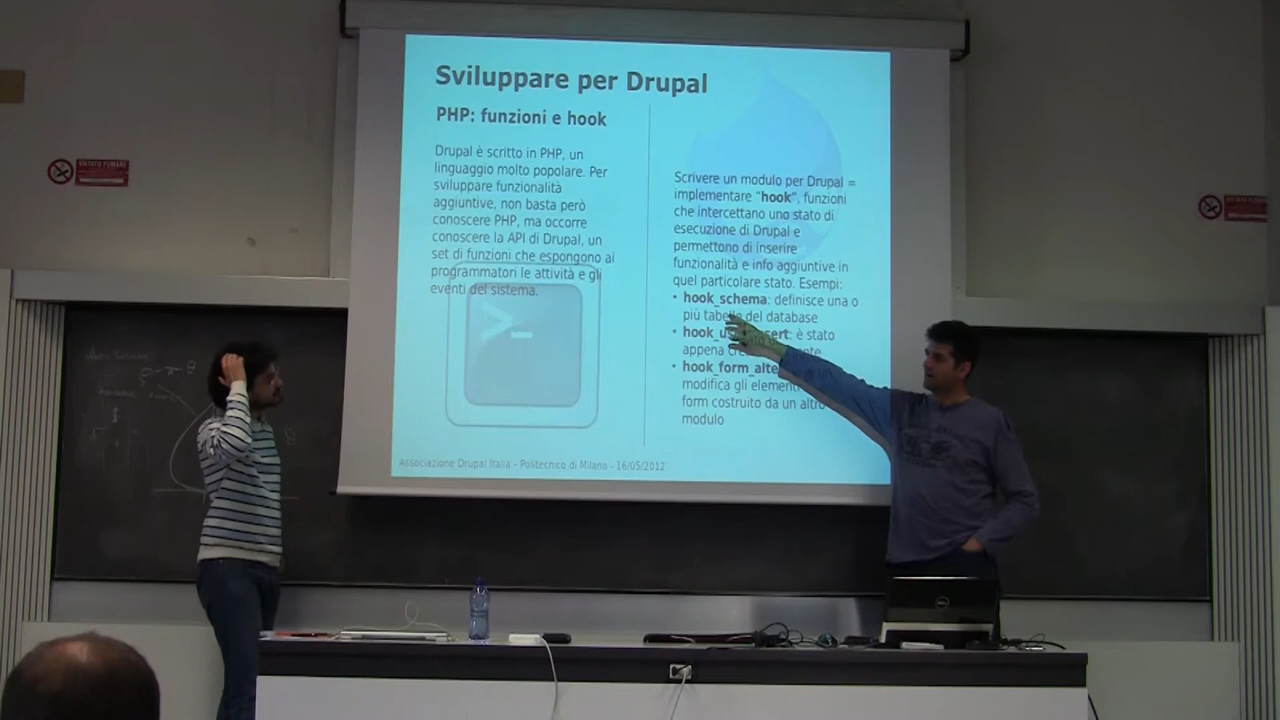 Sviluppare per Drupal
PHP: funzioni e hook
Drupal è scritto in PHP, un
linguaggio molto popolare. Per
sviluppare funzionalità
aggiuntive, non basta però
conoscere PHP, ma occorre
conoscere la API di Drupal, un
set di funzioni che espongono ai
programmatori le attività e gli
eventi del sistema.
>_
Scrivere un modulo per Drupal =
implementare "hook", funzioni
che intercettano uno stato di
esecuzione di Drupal e
permettono di inserire
funzionalità e info aggiuntive in
quel particolare stato. Esempi:
• hook_schema: definisce una o
più tabelle del database
• : è stato
appena
•
modifica gli elementi
form costruito da un altro
modulo
Associazione Drupal Italia - Politecnico di Milano - 16/05/2012
VIETATO FUMARE
DELL